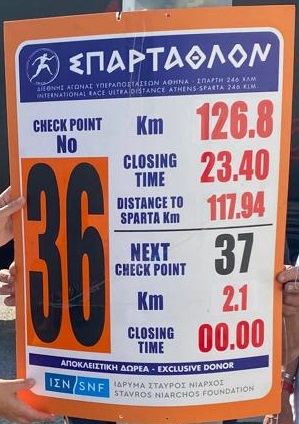 ΣΠΑΡΤΑΘΛΟΝ
ΔΙΕΘΝΗΣ ΑΓΩΝΑΣ ΥΠΕΡΑΠΟΣΤΑΣΕΩΝ ΑΘΗΝΑ - ΣΠΑΡΤΗ 246 ΧΛΜ
INTERNATIONAL RACE ULTRA DISTANCE ATHENS-SPARTA 246 KLM.
CHECK POINT
No
36
Km 126.8
CLOSING TIME 23.40
DISTANCE TO SPARTA Km 117.94
NEXT CHECK POINT 37
Km 2.1
CLOSING TIME 00.00
ΑΠΟΚΛΕΙΣΤΙΚΗ ΔΩΡΕΑ - EXCLUSIVE DONOR
ΙΣΝ/SNF
ΙΔΡΥΜΑ ΣΤΑΥΡΟΣ ΝΙΑΡΧΟΣ
STAVROS NIARCHOS FOUNDATION